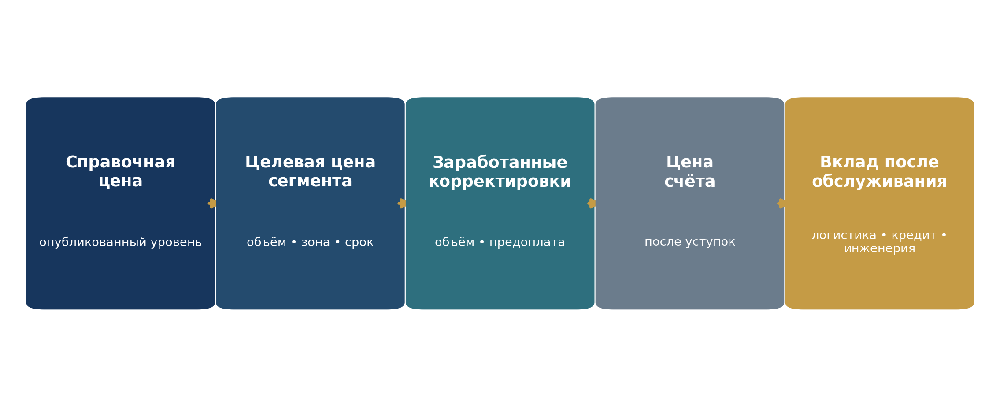 Справочная
цена
опубликованный уровень
Целевая цена
сегмента
объём • зона • срок
Заработанные
корректировки
объём • предоплата
Цена
счёта
после уступок
Вклад после
обслуживания
логистика • кредит •
инженерия